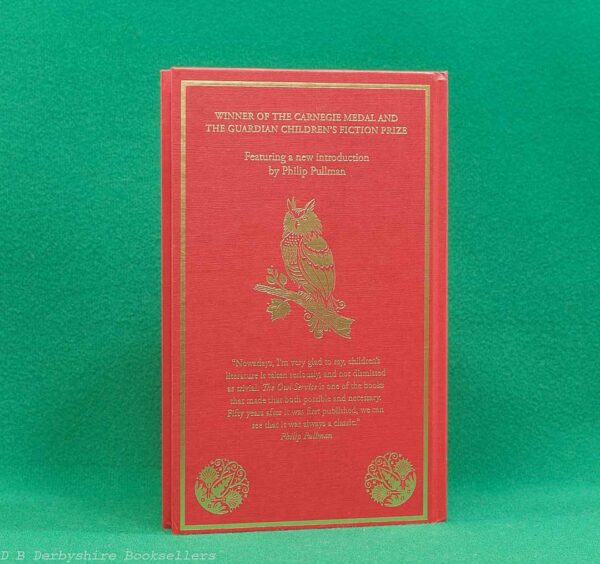 WINNER OF THE CARNEGIE MEDAL AND
THE GUARDIAN CHILDREN'S FICTION PRIZE
Featuring a new introduction
by Philip Pullman
"Nowadays, I'm very glad to say, children's
literature is taken seriously, and not dismissed
as trivial. The Owl Service is one of the books
that made that both possible and necessary.
Fifty years after it was first published, we can
see that it was always a classic."
Philip Pullman
D B Derbyshire Booksellers